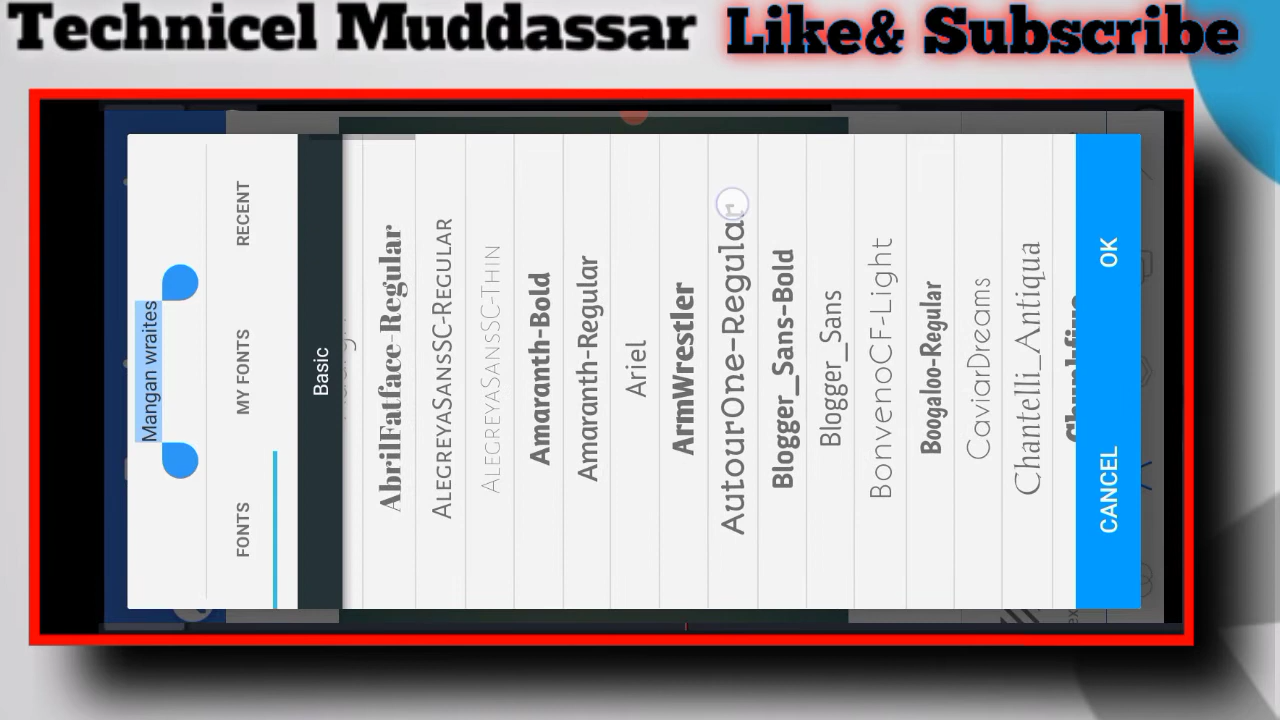 Technicel Muddassar Like& Subscribe
Mangan wraites
FONTS MY FONTS RECENT
Basic
AbrilFatface-Regular
AlegreyaSansSC-Regular
AlegreyaSansSC-Thin
Amaranth-Bold
Amaranth-Regular
Ariel
ArmWrestler
AutourOne-Regular
Blogger_Sans-Bold
Blogger_Sans
BonvenoCF-Light
Boogaloo-Regular
CaviarDreams
Chantelli_Antiqua
CANCEL OK